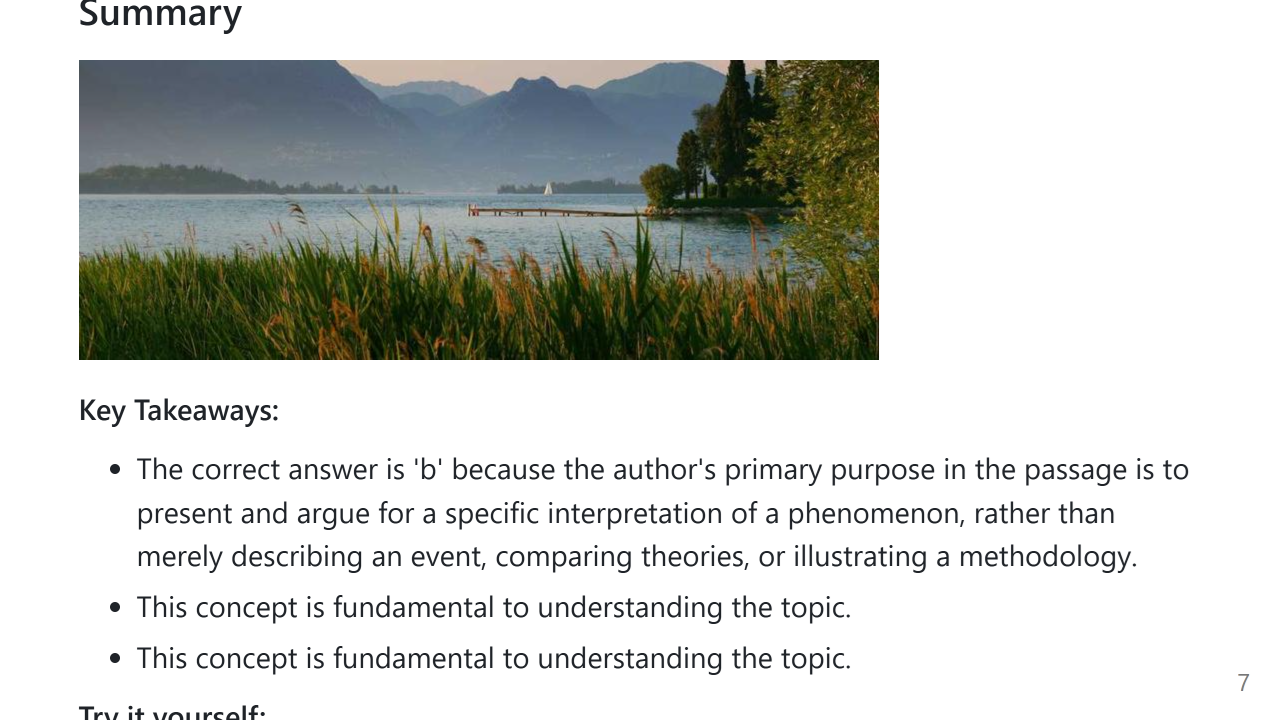 Summary
Key Takeaways:
The correct answer is 'b' because the author's primary purpose in the passage is to
present and argue for a specific interpretation of a phenomenon, rather than
merely describing an event, comparing theories, or illustrating a methodology.
This concept is fundamental to understanding the topic.
This concept is fundamental to understanding the topic.
7
Try it yourself: